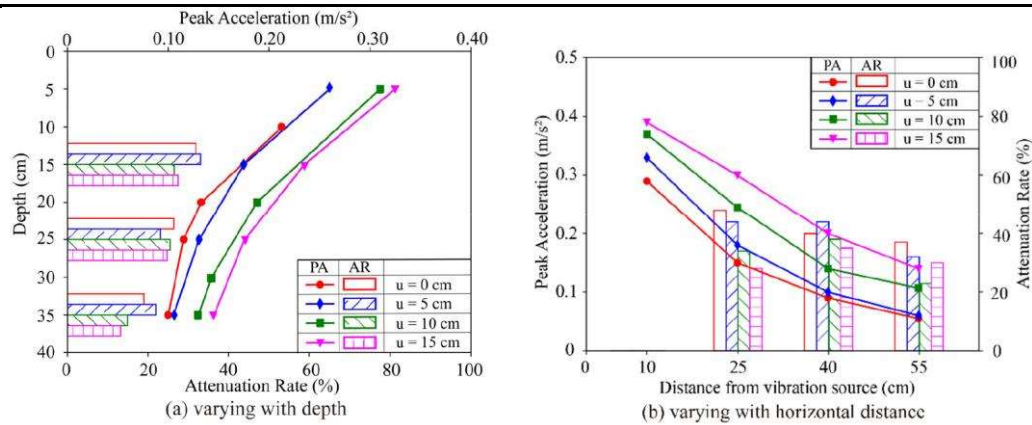 Peak Acceleration (m/s²)
0 0.10 0.20 0.30 0.40
0
5
10
15
20
25
30
35
40
Depth (cm)
PA AR
u = 0 cm
u = 5 cm
u = 10 cm
u = 15 cm
0 20 40 60 80 100
Attenuation Rate (%)
(a) varying with depth
0.5
0.4
0.3
0.2
0.1
0
Peak Acceleration (m/s²)
PA AR
u = 0 cm
u – 5 cm
u = 10 cm
u = 15 cm
100
80
60
40
20
0
Attenuation Rate (%)
10 25 40 55
Distance from vibration source (cm)
(b) varying with horizontal distance